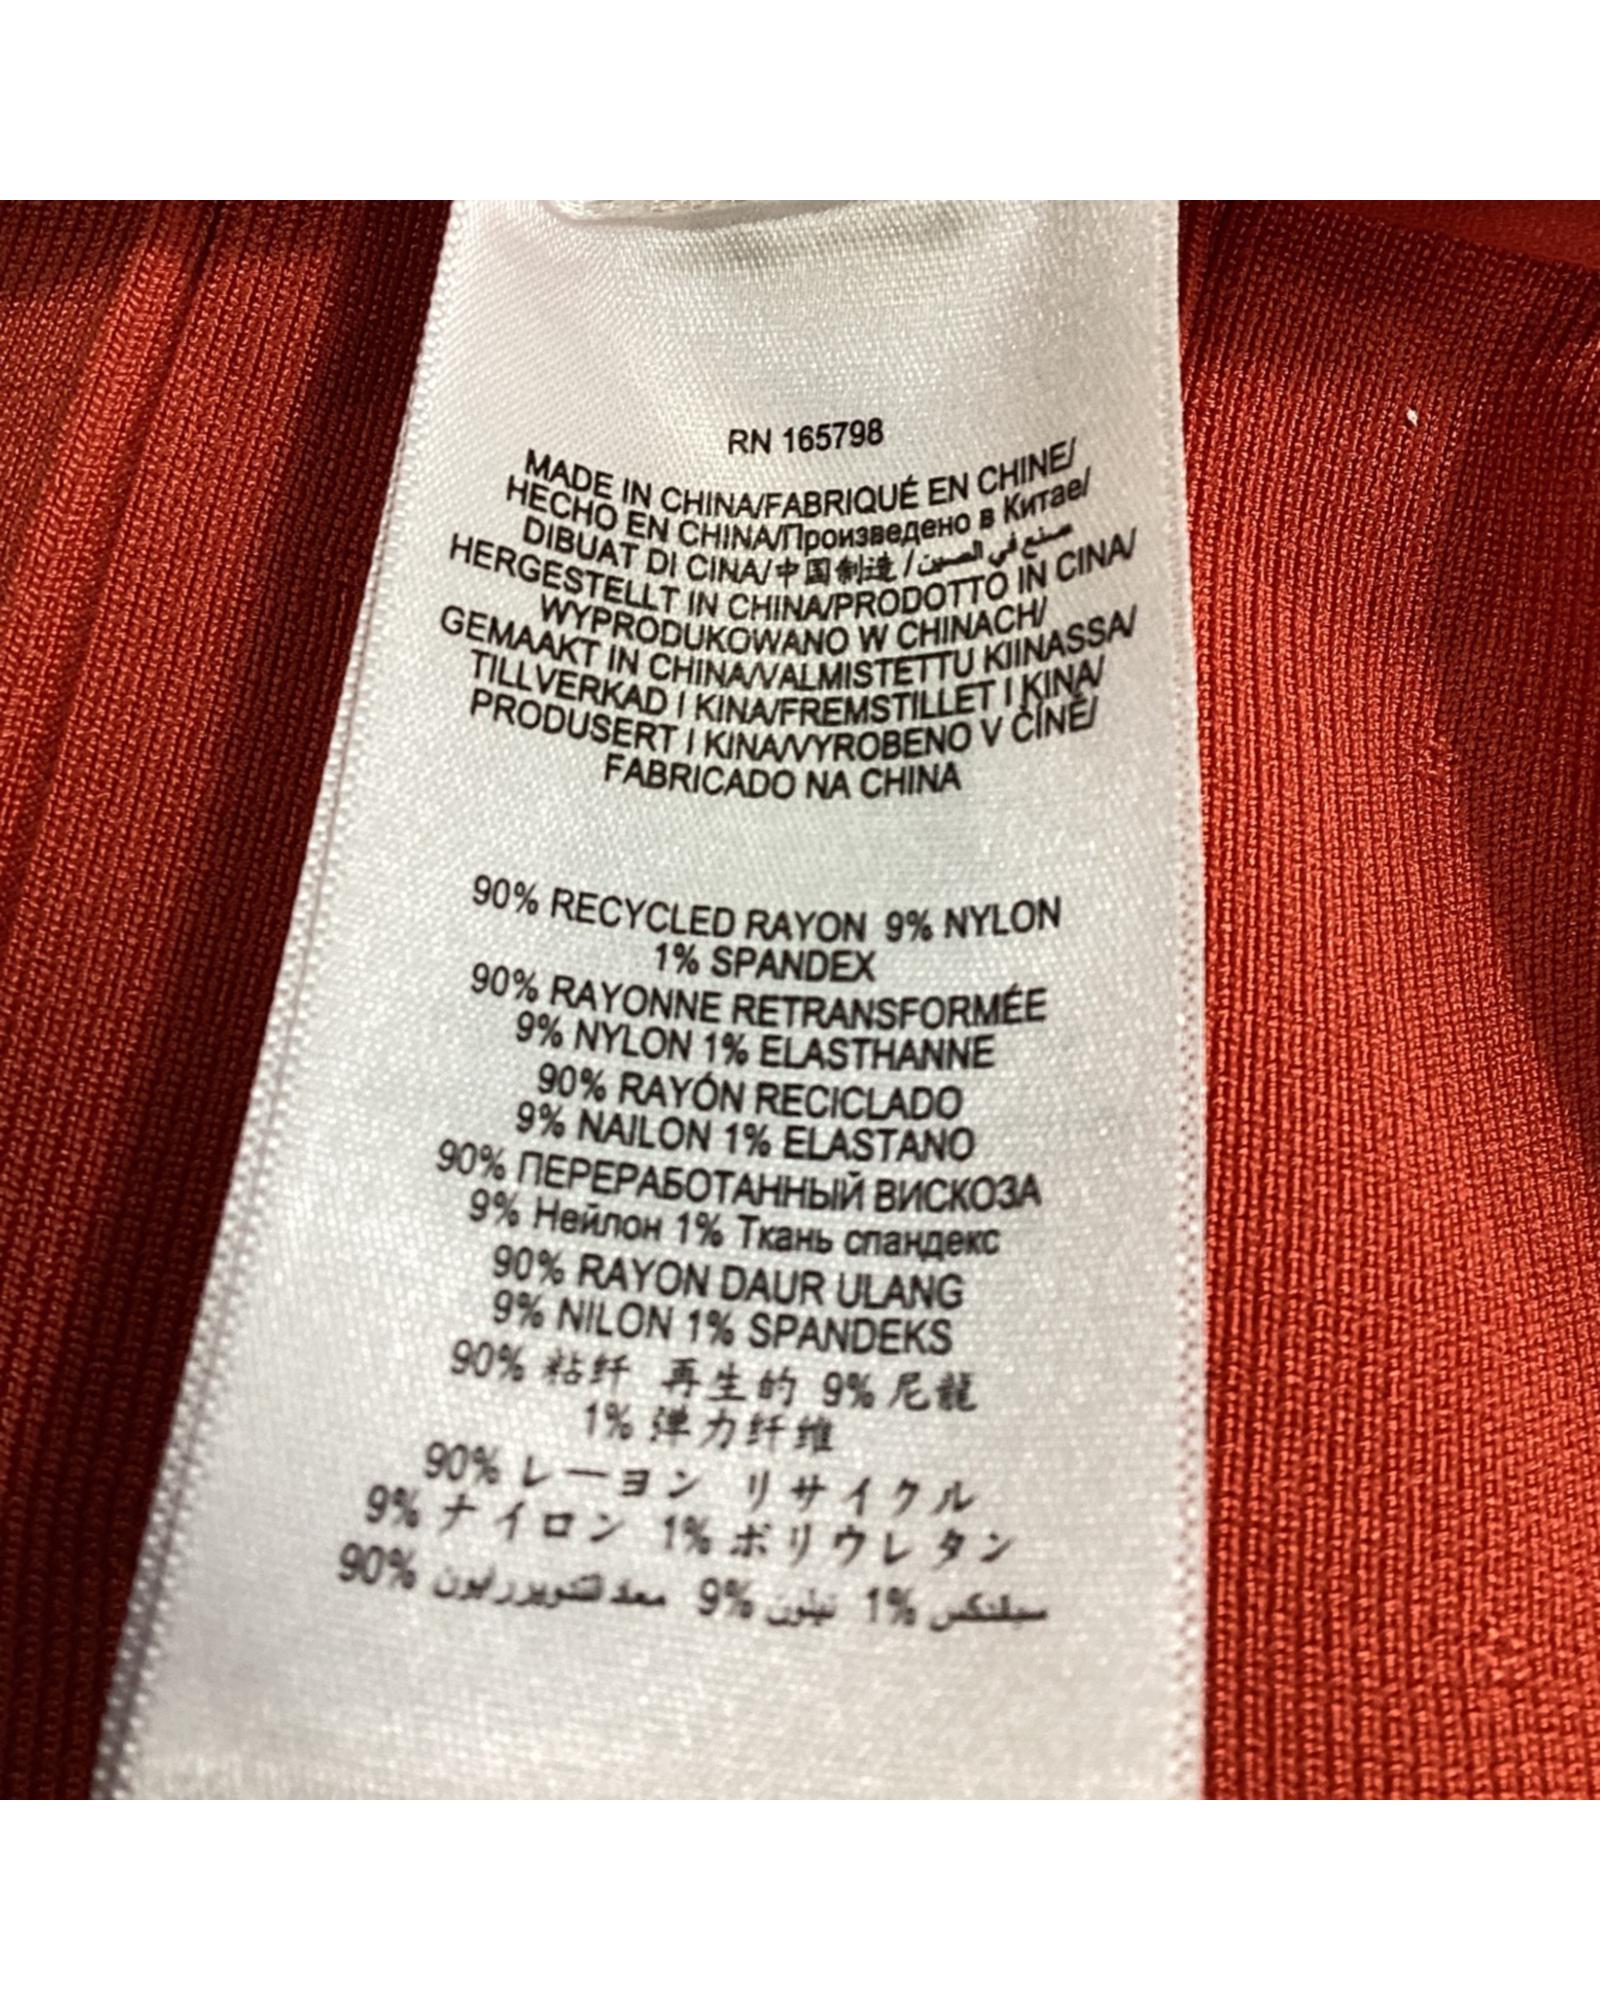 RN 165798
MADE IN CHINA/FABRIQUÉ EN CHINE/
HECHO EN CHINA/Произведено в Китае/
DIBUAT DI CINA/中国制造/صنع في الصين
HERGESTELLT IN CHINA/PRODOTTO IN CINA/
WYPRODUKOWANO W CHINACH/
GEMAAKT IN CHINA/VALMISTETTU KIINASSA/
TILLVERKAD I KINA/FREMSTILLET I KINA/
PRODUSERT I KINA/VYROBENO V ČÍNĚ/
FABRICADO NA CHINA
90% RECYCLED RAYON 9% NYLON
1% SPANDEX
90% RAYONNE RETRANSFORMÉE
9% NYLON 1% ELASTHANNE
90% RAYÓN RECICLADO
9% NAILON 1% ELASTANO
90% ПЕРЕРАБОТАННЫЙ ВИСКОЗА
9% Нейлон 1% Ткань спандекс
90% RAYON DAUR ULANG
9% NILON 1% SPANDEKS
90% 粘纤 再生的 9% 尼龍
1% 弹力纤维
90% レーヨン リサイクル
9% ナイロン 1% ポリウレタン
90% 9% نيلون 1%